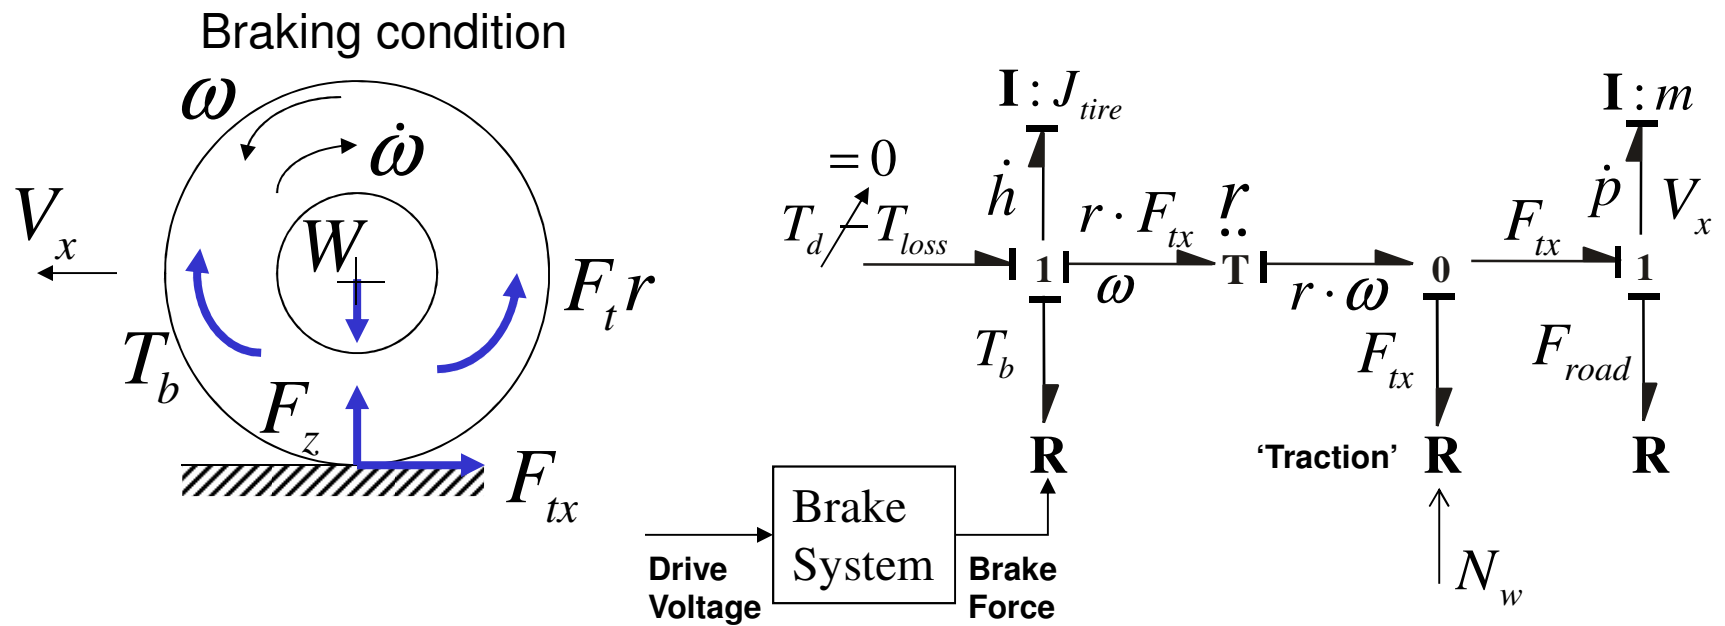 Braking condition
ω
ω̇
V_x
W
F_t r
T_b
F_z
F_tx
= 0
T_d − T_loss
I : J_tire
ḣ
r · F_tx
r̈
1
ω
T
r · ω
0
F_tx
1
I : m
ṗ
V_x
T_b
F_tx
F_road
R
'Traction' R
R
Brake
System
Drive
Voltage
Brake
Force
N_w